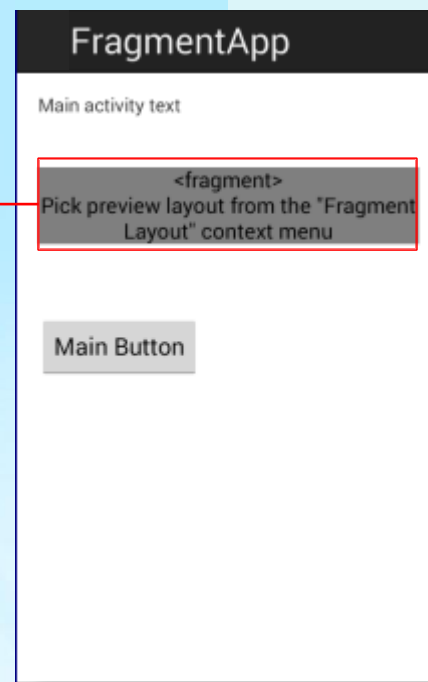 FragmentApp
Main activity text
<fragment>
Pick preview layout from the "Fragment
Layout" context menu
Main Button